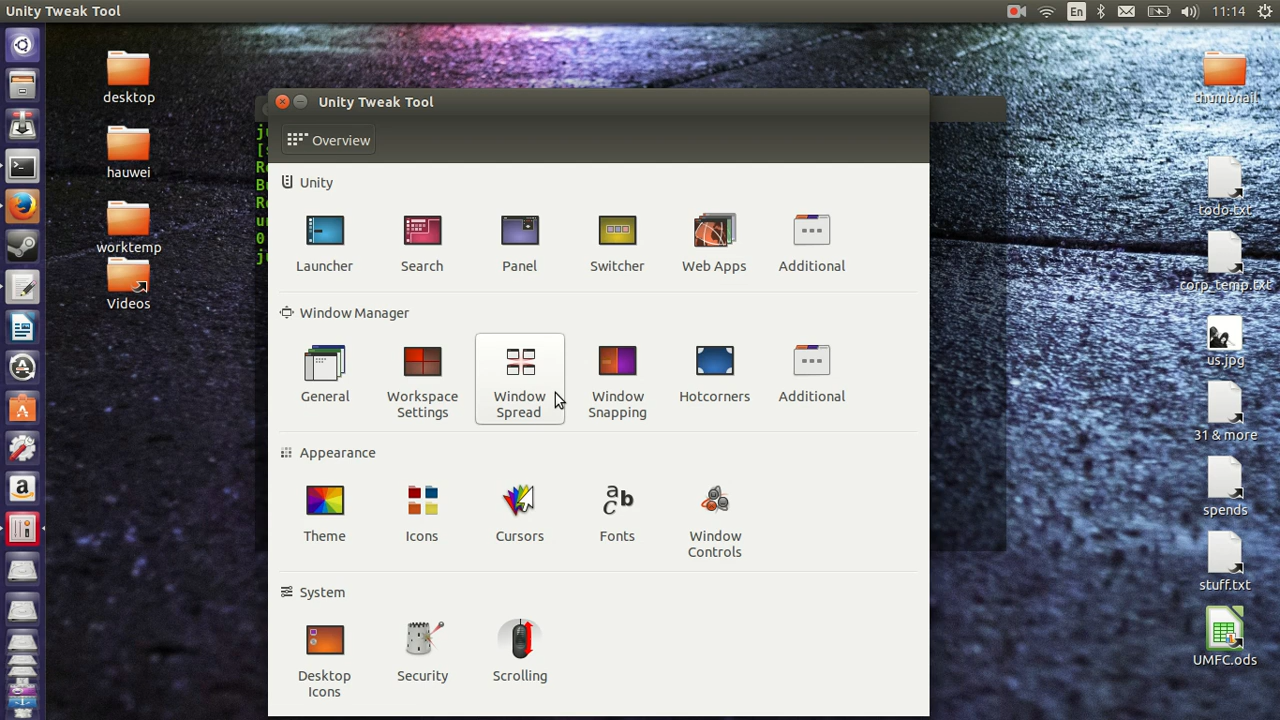 Unity Tweak Tool
En
11:14
desktop
hauwei
worktemp
Videos
Unity Tweak Tool
Overview
Unity
Launcher
Search
Panel
Switcher
Web Apps
Additional
Window Manager
General
Workspace
Settings
Window
Spread
Window
Snapping
Hotcorners
Additional
Appearance
Theme
Icons
Cursors
Fonts
Window
Controls
System
Desktop
Icons
Security
Scrolling
thumbnail
todo.txt
corp_temp.txt
us.jpg
31 & more
spends
stuff.txt
UMFC.ods